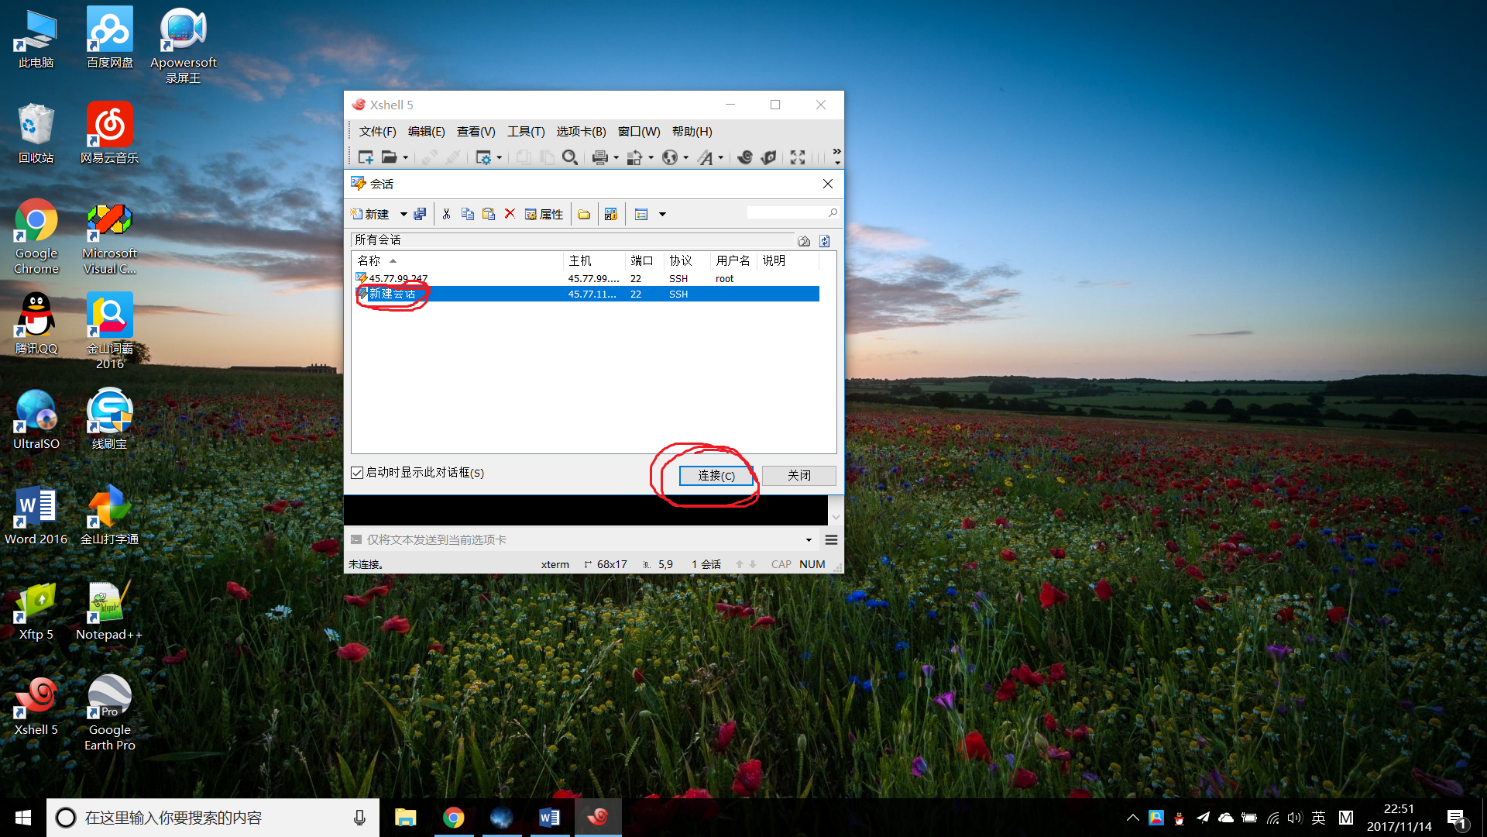 此电脑
百度网盘
Apowersoft
录屏王
回收站
网易云音乐
Google
Chrome
Microsoft
Visual C...
腾讯QQ
金山词霸
2016
UltraISO
线刷宝
Word 2016
金山打字通
Xftp 5
Notepad++
Xshell 5
Pro
Google
Earth Pro
Xshell 5
文件(F) 编辑(E) 查看(V) 工具(T) 选项卡(B) 窗口(W) 帮助(H)
会话
新建 属性
所有会话
名称 主机 端口 协议 用户名 说明
45.77.99.247 45.77.99.... 22 SSH root
新建会话 45.77.11... 22 SSH
启动时显示此对话框(S) 连接(C) 关闭
仅将文本发送到当前选项卡
未连接。 xterm 68x17 5,9 1 会话 CAP NUM
在这里输入你要搜索的内容
英 M 22:51
2017/11/14
1